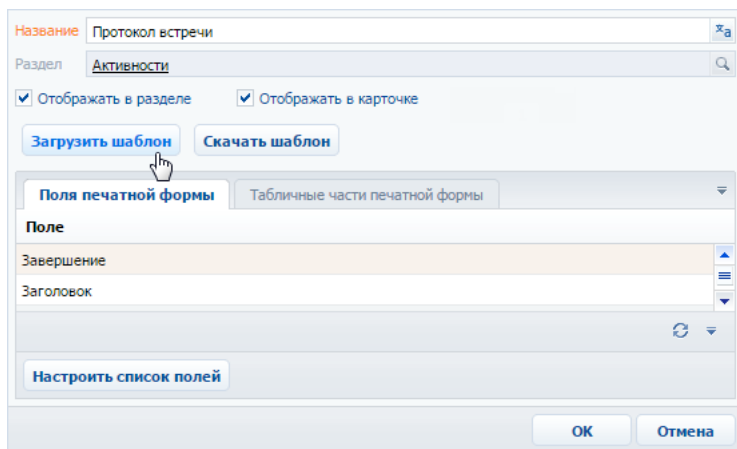 Название Протокол встречи
Раздел Активности
Отображать в разделе Отображать в карточке
Загрузить шаблон Скачать шаблон
Поля печатной формы Табличные части печатной формы
Поле
Завершение
Заголовок
Настроить список полей
ОК Отмена